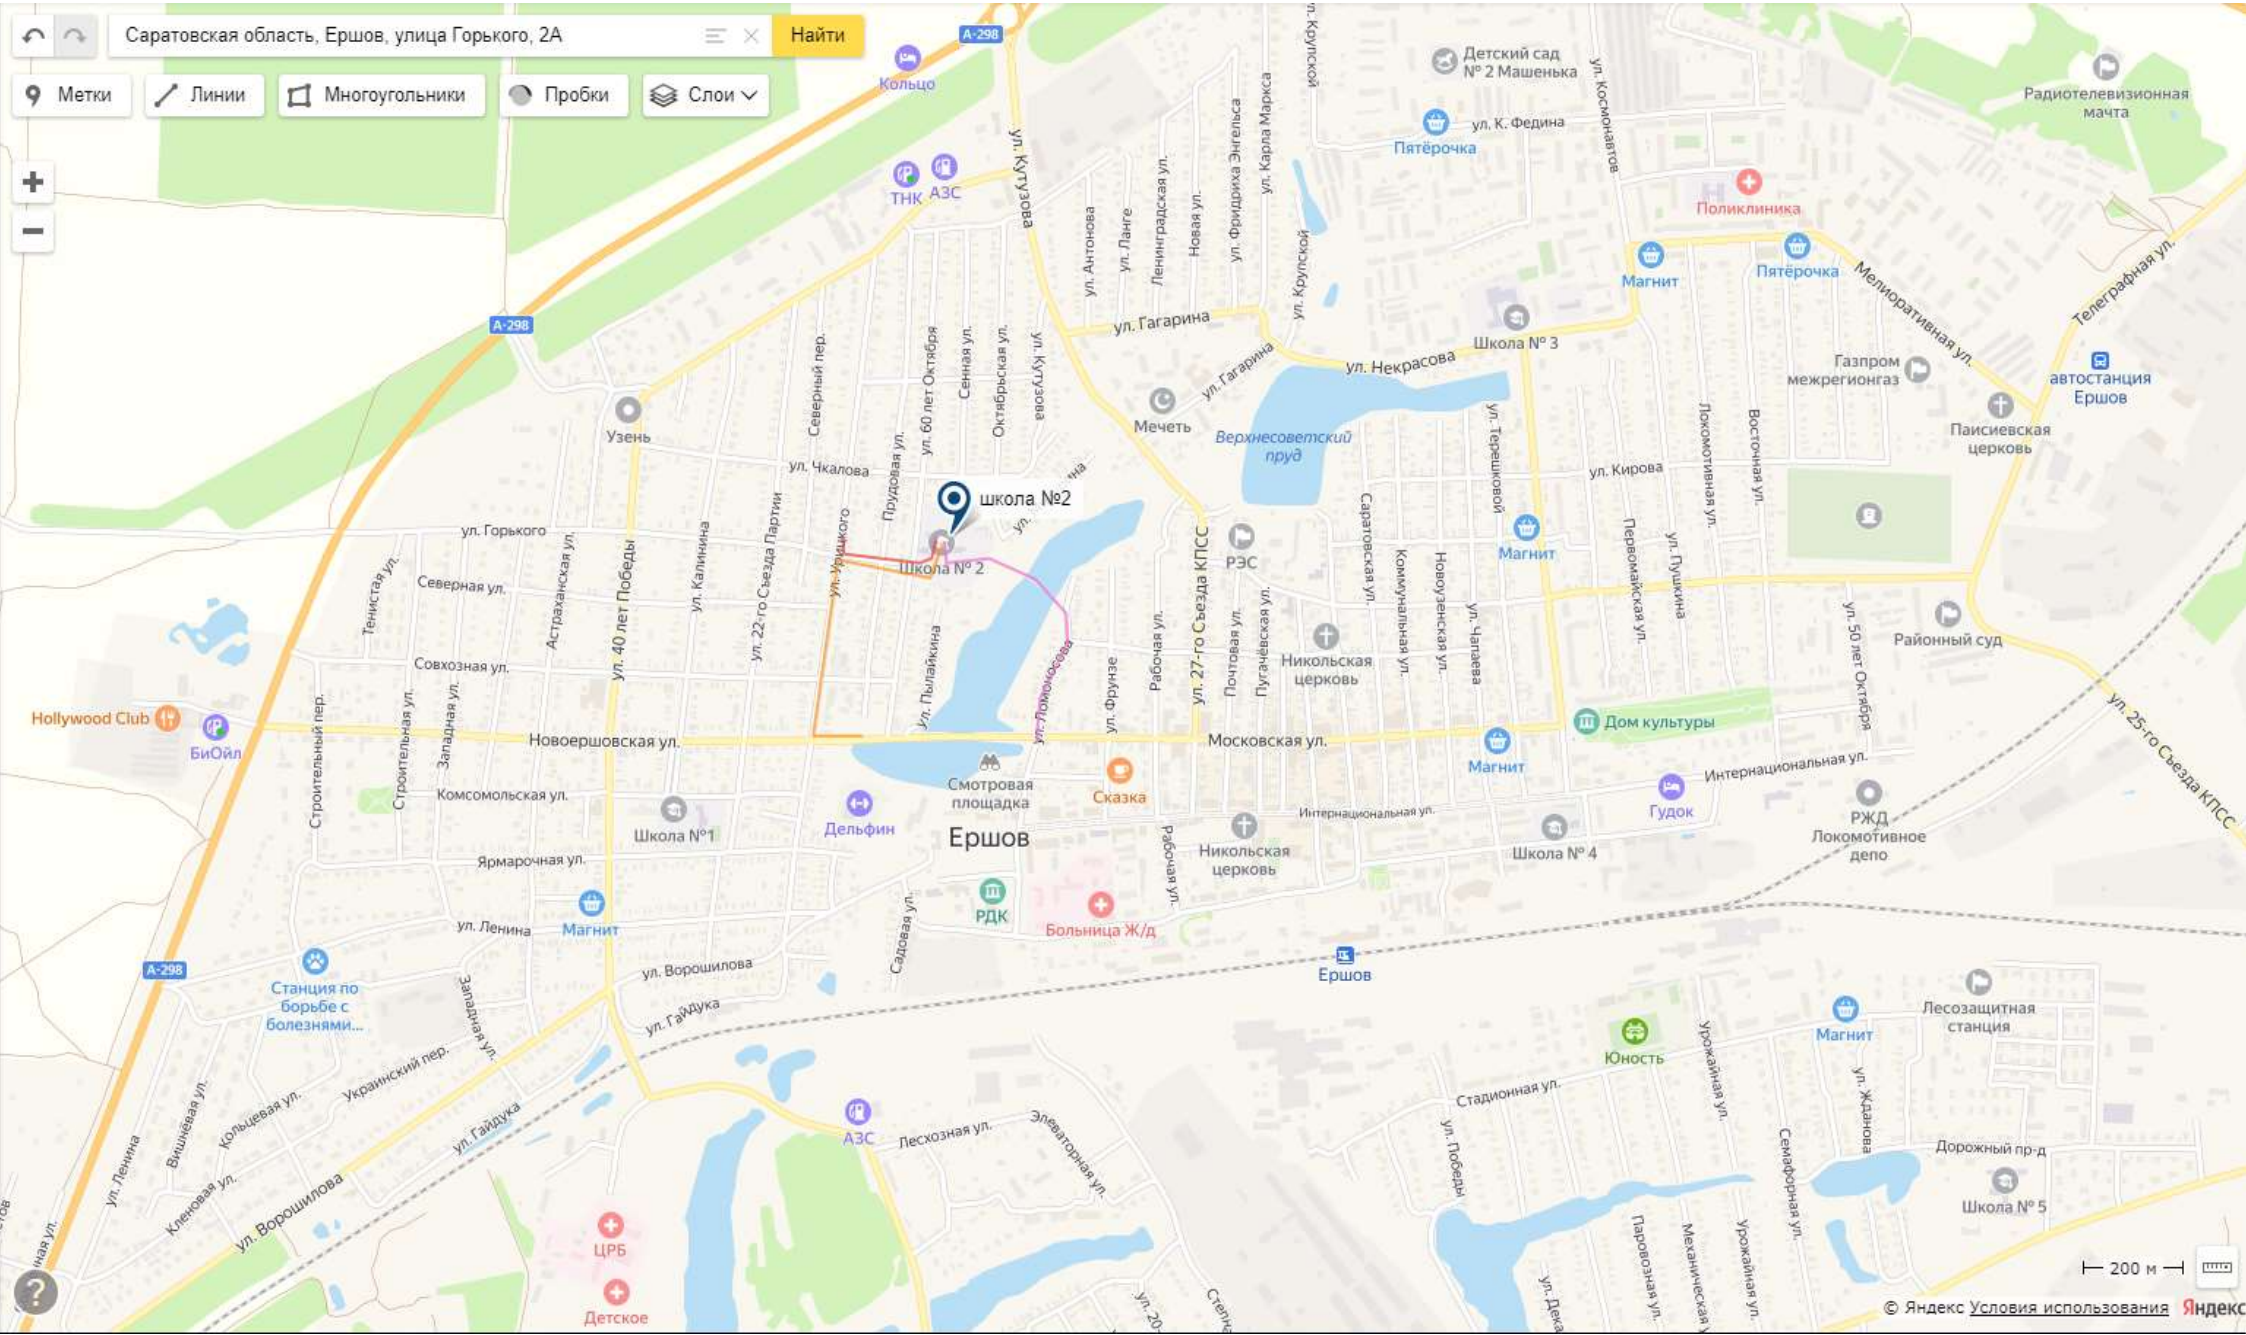 Саратовская область, Ершов, улица Горького, 2А
Найти
Метки
Линии
Многоугольники
Пробки
Слои
А-298
Кольцо
ул. Крупской
Детский сад
№ 2 Машенька
ул. Космонавтов
Радиотелевизионная
мачта
Пятёрочка
ул. К. Федина
ТНК
АЗС
ул. Кутузова
ул. Антонова
ул. Ланге
Ленинградская ул.
Новая ул.
ул. Фридриха Энгельса
ул. Карла Маркса
ул. Крупской
Поликлиника
Магнит
Пятёрочка
Мелиоративная ул.
Телеграфная ул.
А-298
ул. Гагарина
ул. Гагарина
ул. Некрасова
Школа № 3
Газпром
межрегионгаз
автостанция
Ершов
Узень
Северный пер.
ул. 60 лет Октября
Сенная ул.
Октябрьская ул.
ул. Кутузова
Мечеть
Верхнесоветский
пруд
ул. Терешковой
Локомотивная ул.
Восточная ул.
Паисиевская
церковь
ул. Чкалова
Прудовая ул.
школа №2
ул. Кирова
ул. Горького
Астраханская ул.
ул. 40 лет Победы
ул. Калинина
ул. 22-го Съезда Партии
ул. Урицкого
Школа № 2
ул. 27-го Съезда КПСС
РЭС
Саратовская ул.
Магнит
Первомайская ул.
ул. Пушкина
Тенистая ул.
Северная ул.
Коммунальная ул.
Новоузенская ул.
ул. Чапаева
ул. 50 лет Октября
Районный суд
Совхозная ул.
ул. Пылайкина
ул. Ломоносова
ул. Фрунзе
Рабочая ул.
Почтовая ул.
Пугачёвская ул.
Никольская
церковь
Hollywood Club
БиОйл
Строительный пер.
Строительная ул.
Западная ул.
Новоершовская ул.
Московская ул.
Дом культуры
Магнит
ул. 25-го Съезда КПСС
Смотровая
площадка
Сказка
Интернациональная ул.
Комсомольская ул.
Школа №1
Дельфин
Ершов
Интернациональная ул.
Гудок
РЖД
Локомотивное
депо
Ярмарочная ул.
Рабочая ул.
Никольская
церковь
Школа № 4
Магнит
ул. Ленина
Садовая ул.
РДК
Больница Ж/д
А-298
Станция по
борьбе с
болезнями...
ул. Ворошилова
Ершов
Западная ул.
ул. Гайдука
Лесозащитная
станция
Магнит
Юность
Урожайная ул.
Украинский пер.
Вишнёвая ул.
Кольцевая ул.
ул. Гайдука
АЗС
Лесхозная ул.
Элеваторная ул.
Стадионная ул.
ул. Победы
ул. Жданова
Семафорная ул.
Дорожный пр-д
Школа № 5
ул. Ленина
Кленовая ул.
ул. Ворошилова
ЦРБ
Детское
Паровозная ул.
Урожайная ул.
200 м
© Яндекс Условия использования Яндекс